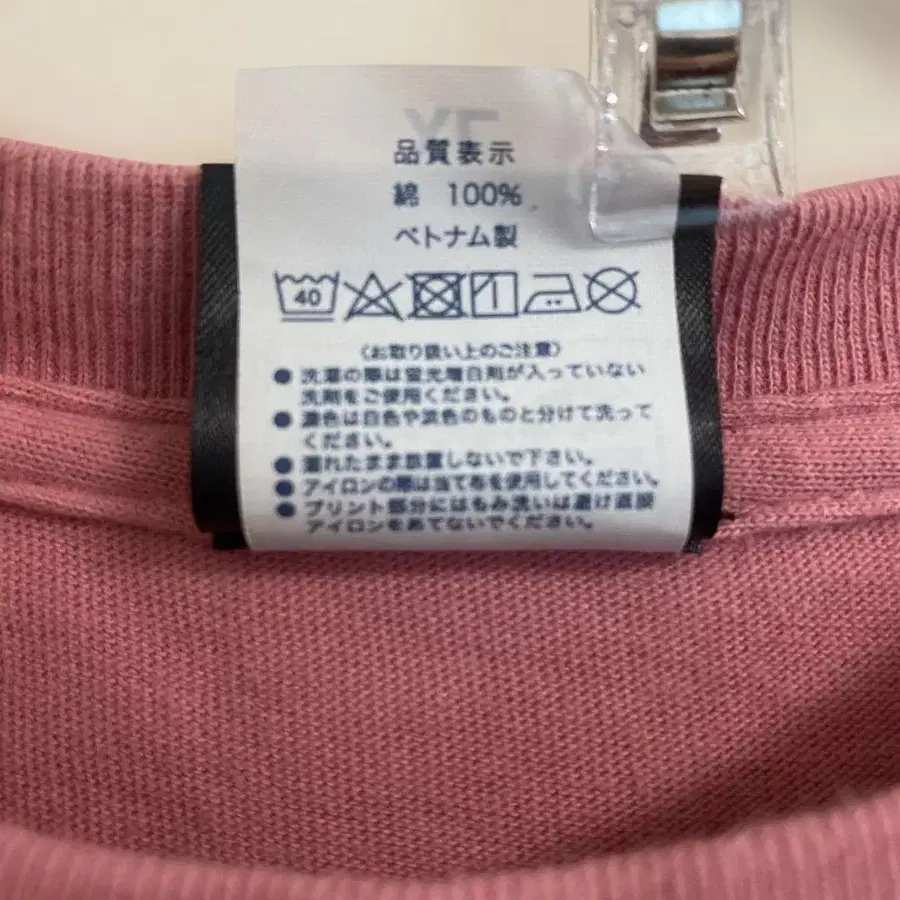 品質表示
綿 100%
ベトナム製
40
〈お取り扱い上のご注意〉
● 洗濯の際は蛍光増白剤が入っていない
洗剤をご使用ください。
● 濃色は白色や淡色のものと分けて洗って
ください。
● 濡れたまま放置しないで下さい。
● アイロンの際は当て布を使用してください。
● プリント部分にはもみ洗いは避け直接
アイロンをあてないでください。